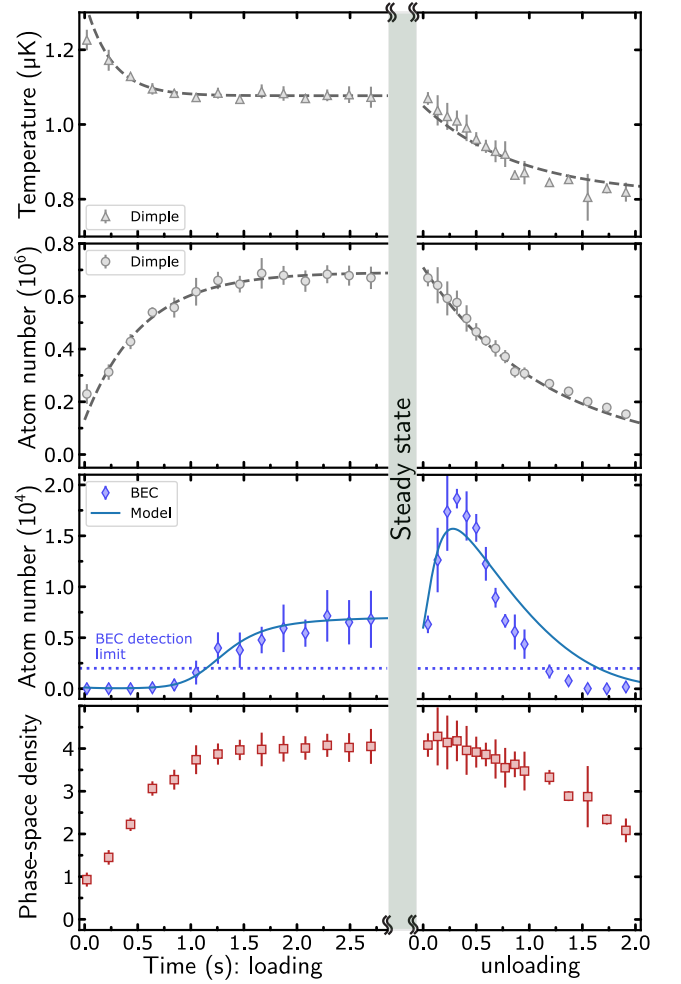 Temperature (μK)
1.2
1.0
0.8
Dimple
Atom number (10⁶)
0.8
0.6
0.4
0.2
0.0
Dimple
Atom number (10⁴)
2.0
1.5
1.0
0.5
0.0
BEC
Model
BEC detection
limit
Steady state
Phase-space density
4
3
2
1
0
0.0 0.5 1.0 1.5 2.0 2.5
0.0 0.5 1.0 1.5 2.0
Time (s): loading
unloading